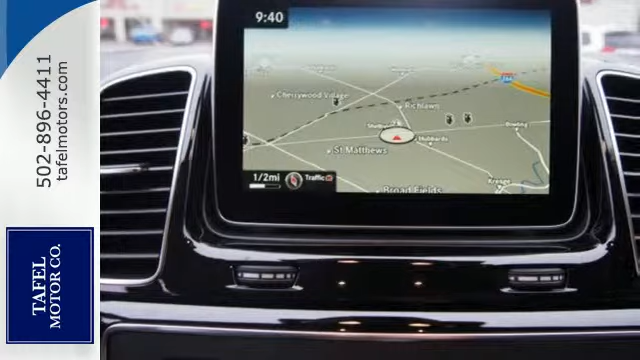 502-896-4411
tafelmotors.com
TAFEL
MOTOR CO.
9:40
Cherrywood Village
Richlawn
St Matthews
Broad Fields
1/2mi
Traffic